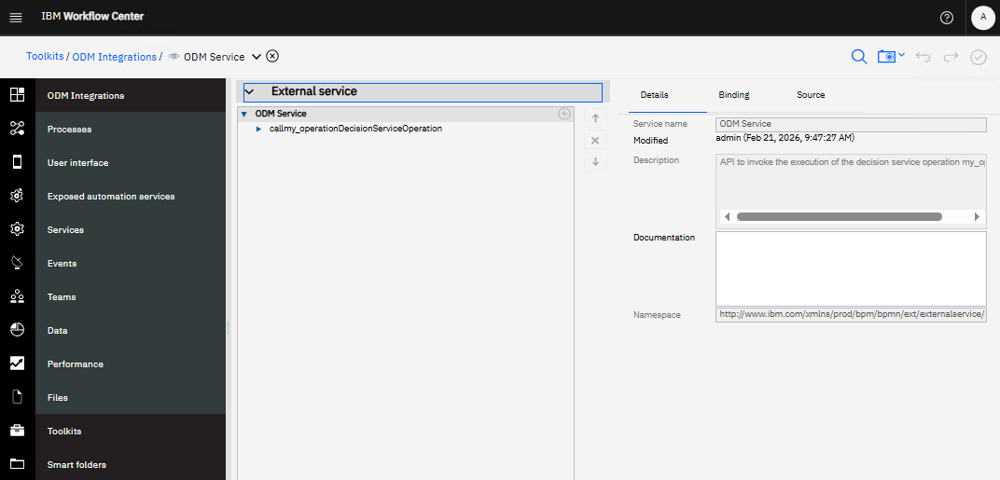 IBM Workflow Center
A
Toolkits / ODM Integrations / ODM Service
ODM Integrations
Processes
User interface
Exposed automation services
Services
Events
Teams
Data
Performance
Files
Toolkits
Smart folders
External service
ODM Service
callmy_operationDecisionServiceOperation
Details Binding Source
Service name ODM Service
Modified admin (Feb 21, 2026, 9:47:27 AM)
Description API to invoke the execution of the decision service operation my_op
Documentation
Namespace http://www.ibm.com/xmlns/prod/bpm/bpmn/ext/externalservice/